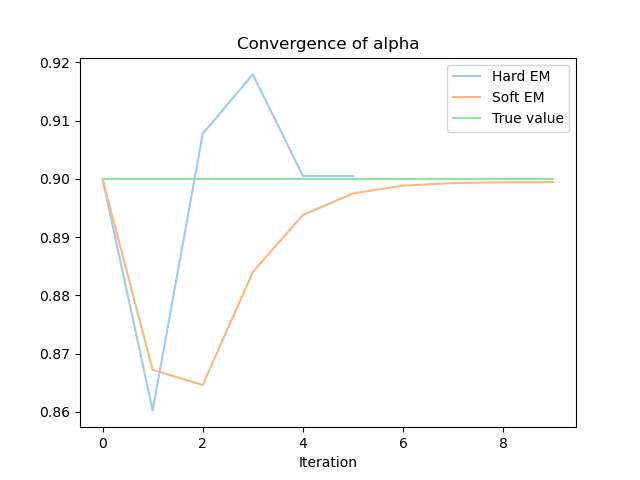 Convergence of alpha
0.92
0.91
0.90
0.89
0.88
0.87
0.86
Hard EM
Soft EM
True value
0
2
4
6
8
Iteration